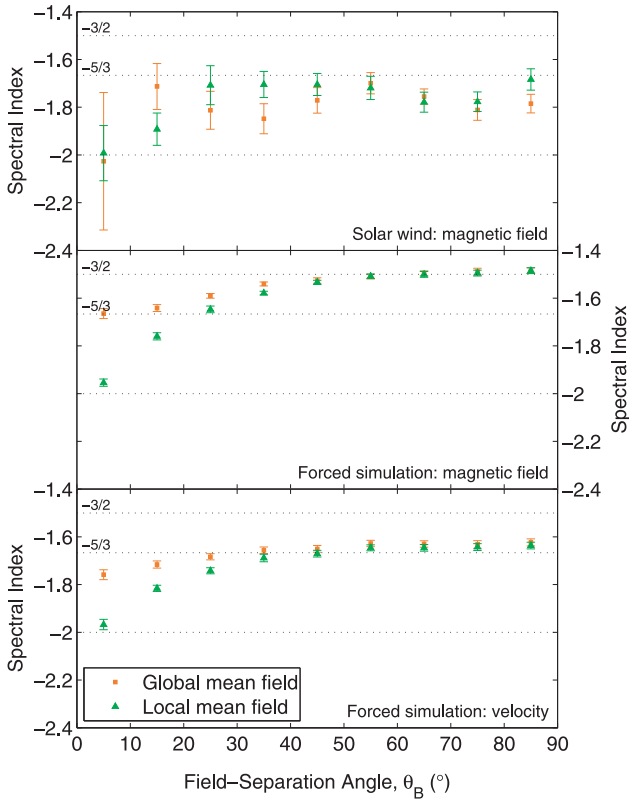 -1.4
-3/2
-1.6
-5/3
-1.8
-2
-2.2
-2.4
Spectral Index
Solar wind: magnetic field
-1.4
-3/2
-1.6
-5/3
-1.8
-2
-2.2
-1.4
Spectral Index
Forced simulation: magnetic field
-3/2
-1.6
-5/3
-1.8
-2
-2.2
-2.4
Spectral Index
Global mean field
Local mean field
Forced simulation: velocity
0 10 20 30 40 50 60 70 80 90
Field-Separation Angle, θB (°)